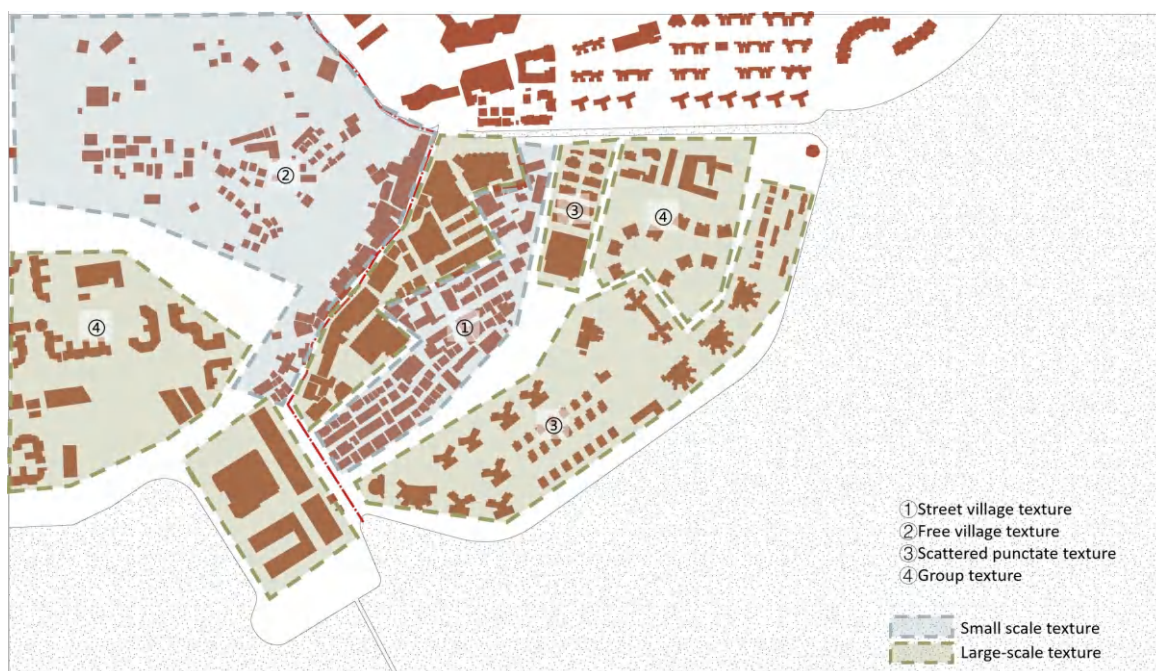 ②
③
④
④
①
③
①Street village texture
②Free village texture
③Scattered punctate texture
④Group texture
Small scale texture
Large-scale texture